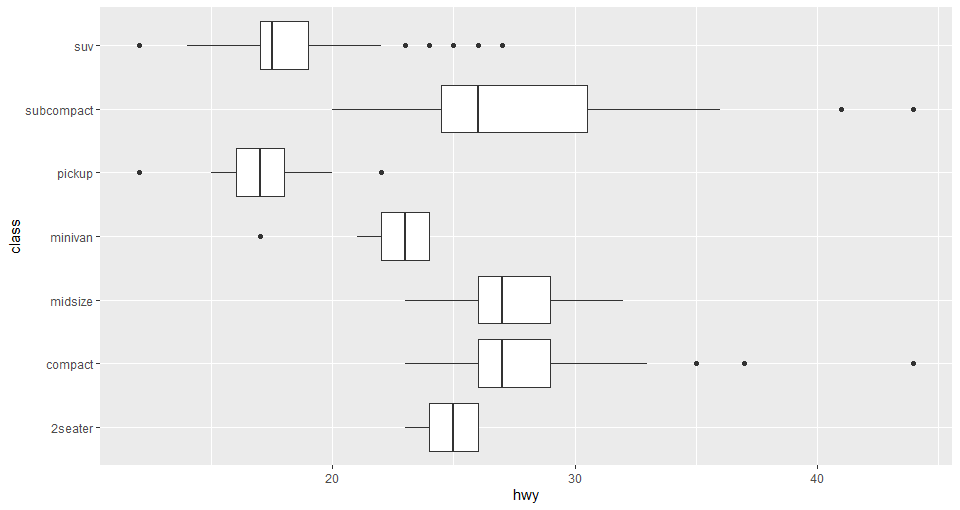 suv
subcompact
pickup
minivan
midsize
compact
2seater
class
20 30 40
hwy